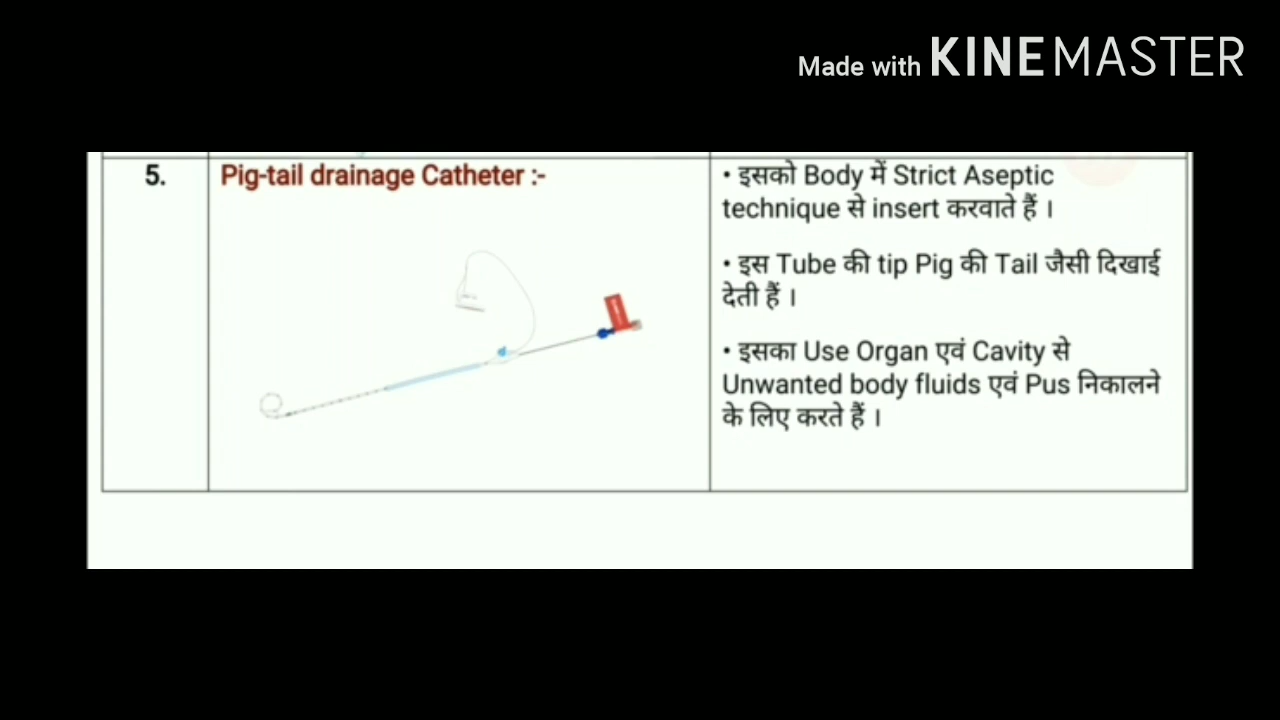 Made with KINEMASTER
5.
Pig-tail drainage Catheter :-
• इसको Body में Strict Aseptic
technique से insert करवाते हैं ।
• इस Tube की tip Pig की Tail जैसी दिखाई
देती हैं ।
• इसका Use Organ एवं Cavity से
Unwanted body fluids एवं Pus निकालने
के लिए करते हैं ।